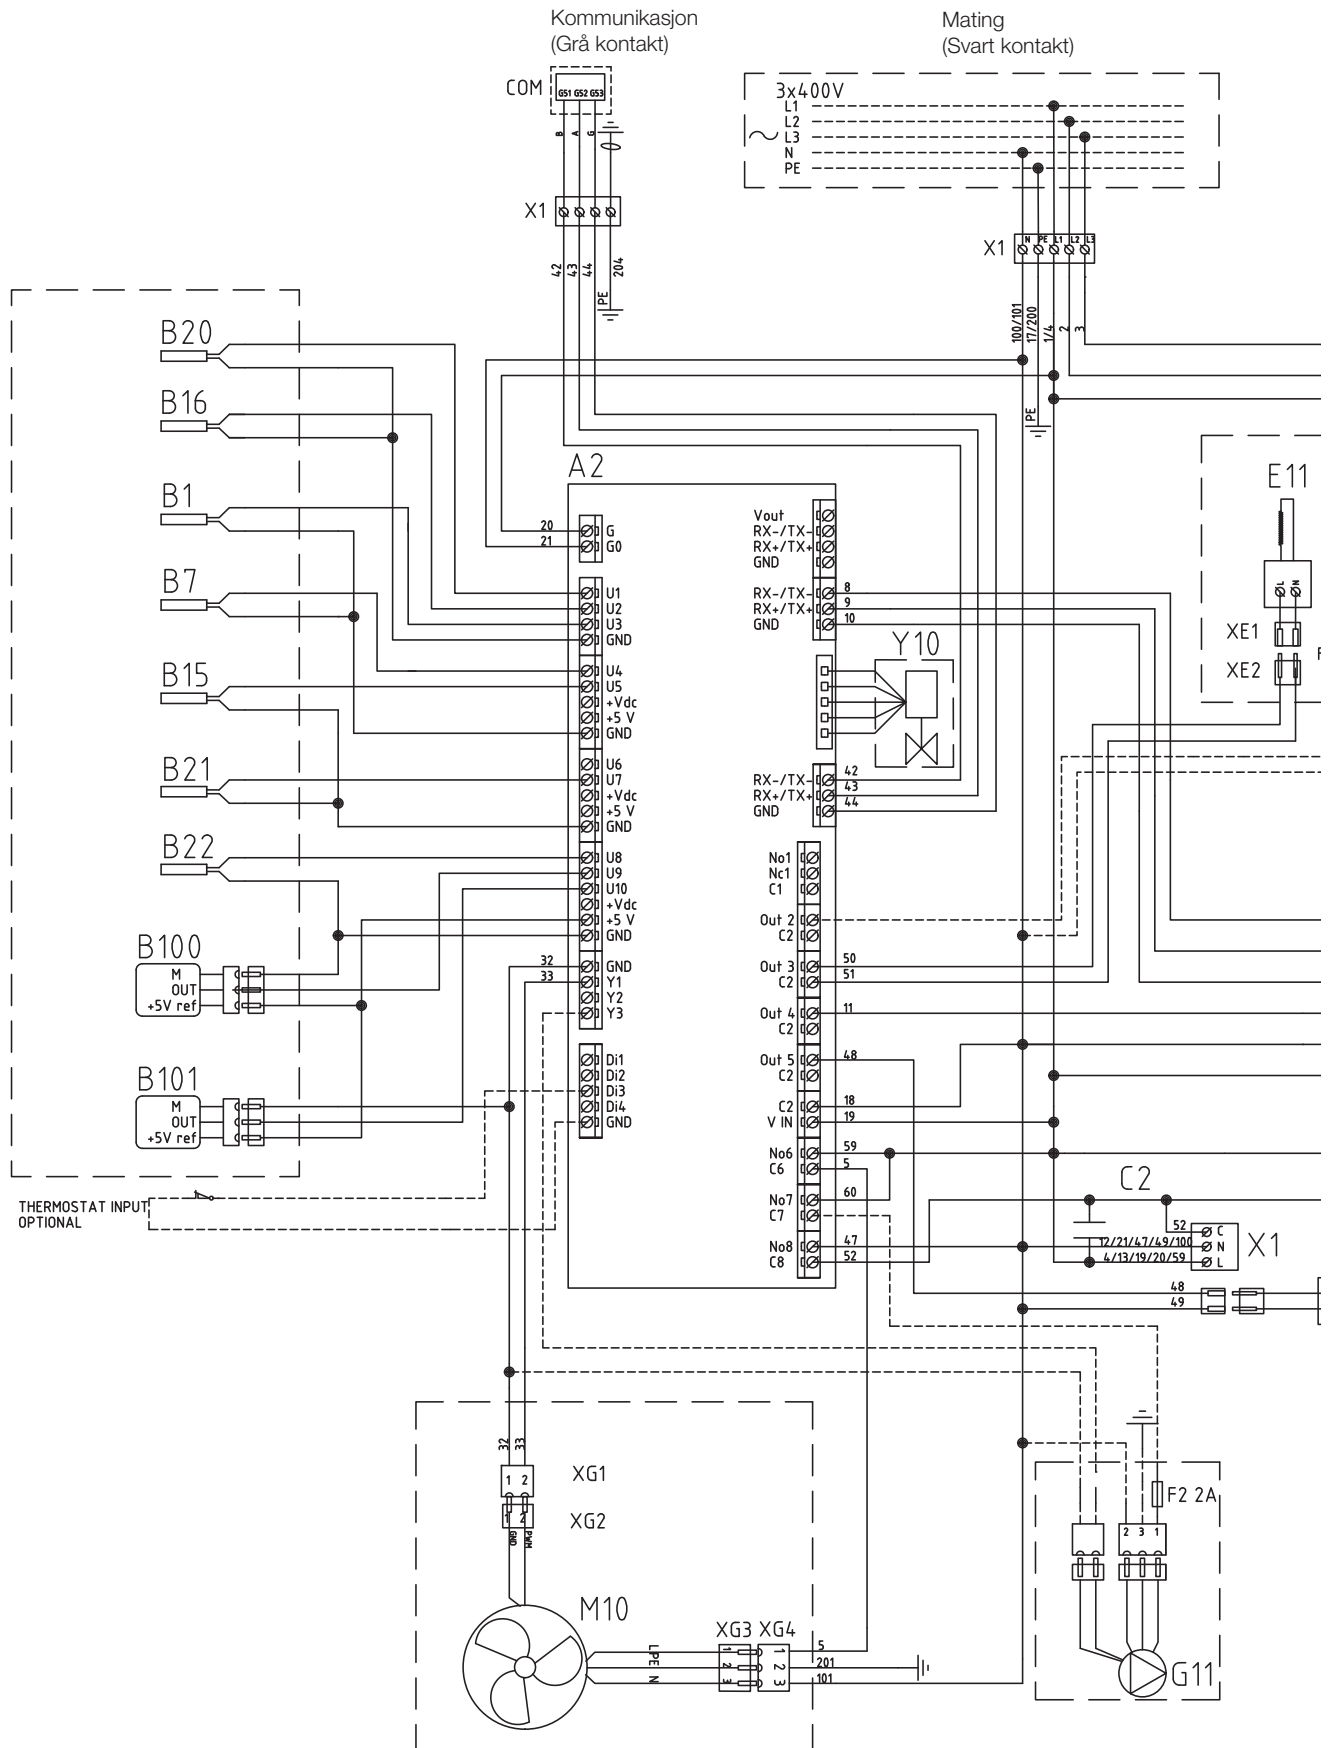 Kommunikasjon
(Grå kontakt)
Mating
(Svart kontakt)
COM
G51 G52 G53
B A G
3x400V
L1
L2
L3
N
PE
X1
42 43 44 PE 204
X1
N PE L1 L2 L3
100/101 17/200 1/4 2 3
PE
B20
B16
B1
B7
B15
B21
B22
B100
M
OUT
+5V ref
B101
M
OUT
+5V ref
THERMOSTAT INPUT
OPTIONAL
A2
20 G
21 G0
U1
U2
U3
GND
U4
U5
+Vdc
+5 V
GND
U6
U7
+Vdc
+5 V
GND
U8
U9
U10
+Vdc
+5 V
GND
32 GND
33 Y1
Y2
Y3
Di1
Di2
Di3
Di4
GND
Vout
RX-/TX-
RX+/TX+
GND
RX-/TX- 8
RX+/TX+ 9
GND 10
Y10
RX-/TX- 42
RX+/TX+ 43
GND 44
No1
Nc1
C1
Out 2
C2
Out 3 50
C2 51
Out 4 11
C2
Out 5 48
C2
C2 18
V IN 19
No6 59
C6 5
No7 60
C7
No8 47
C8 52
E11
L N
XE1
XE2
F
C2
52 C
12/21/47/49/100 N
4/13/19/20/59 L
X1
48
49
32 33
1 2
XG1
1 2
XG2
GND PWM
M10
L PE N
XG3 XG4
1 1 5
2 2 201
3 3 101
F2 2A
2 3 1
G11